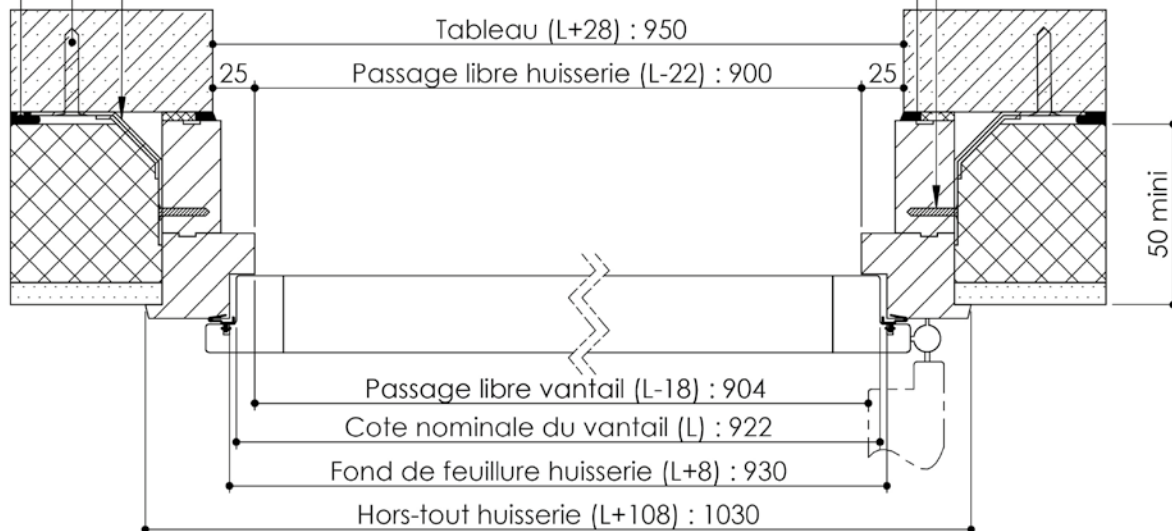 Tableau (L+28) : 950
25
Passage libre huisserie (L-22) : 900
25
50 mini
Passage libre vantail (L-18) : 904
Cote nominale du vantail (L) : 922
Fond de feuillure huisserie (L+8) : 930
Hors-tout huisserie (L+108) : 1030